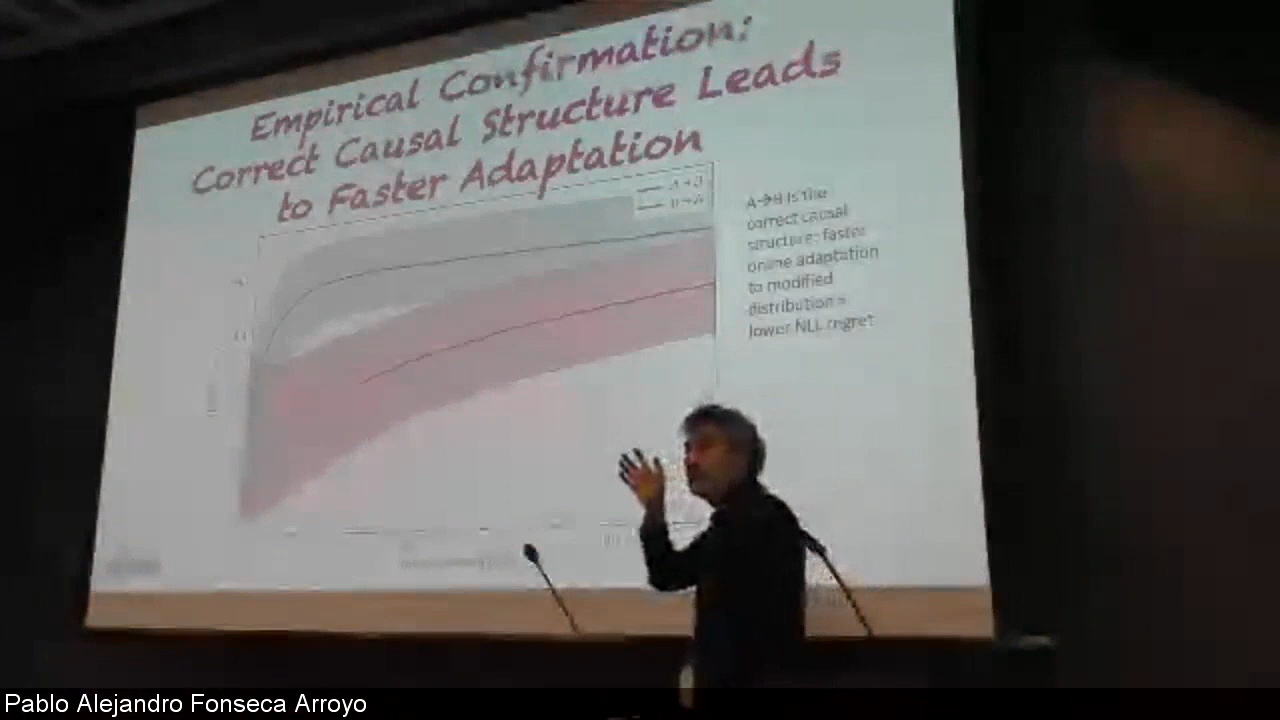 Empirical Confirmation:
Correct Causal Structure Leads
to Faster Adaptation
A→B is the
correct causal
structure: faster
online adaptation
to modified
distribution =
lower NLL regret
Pablo Alejandro Fonseca Arroyo